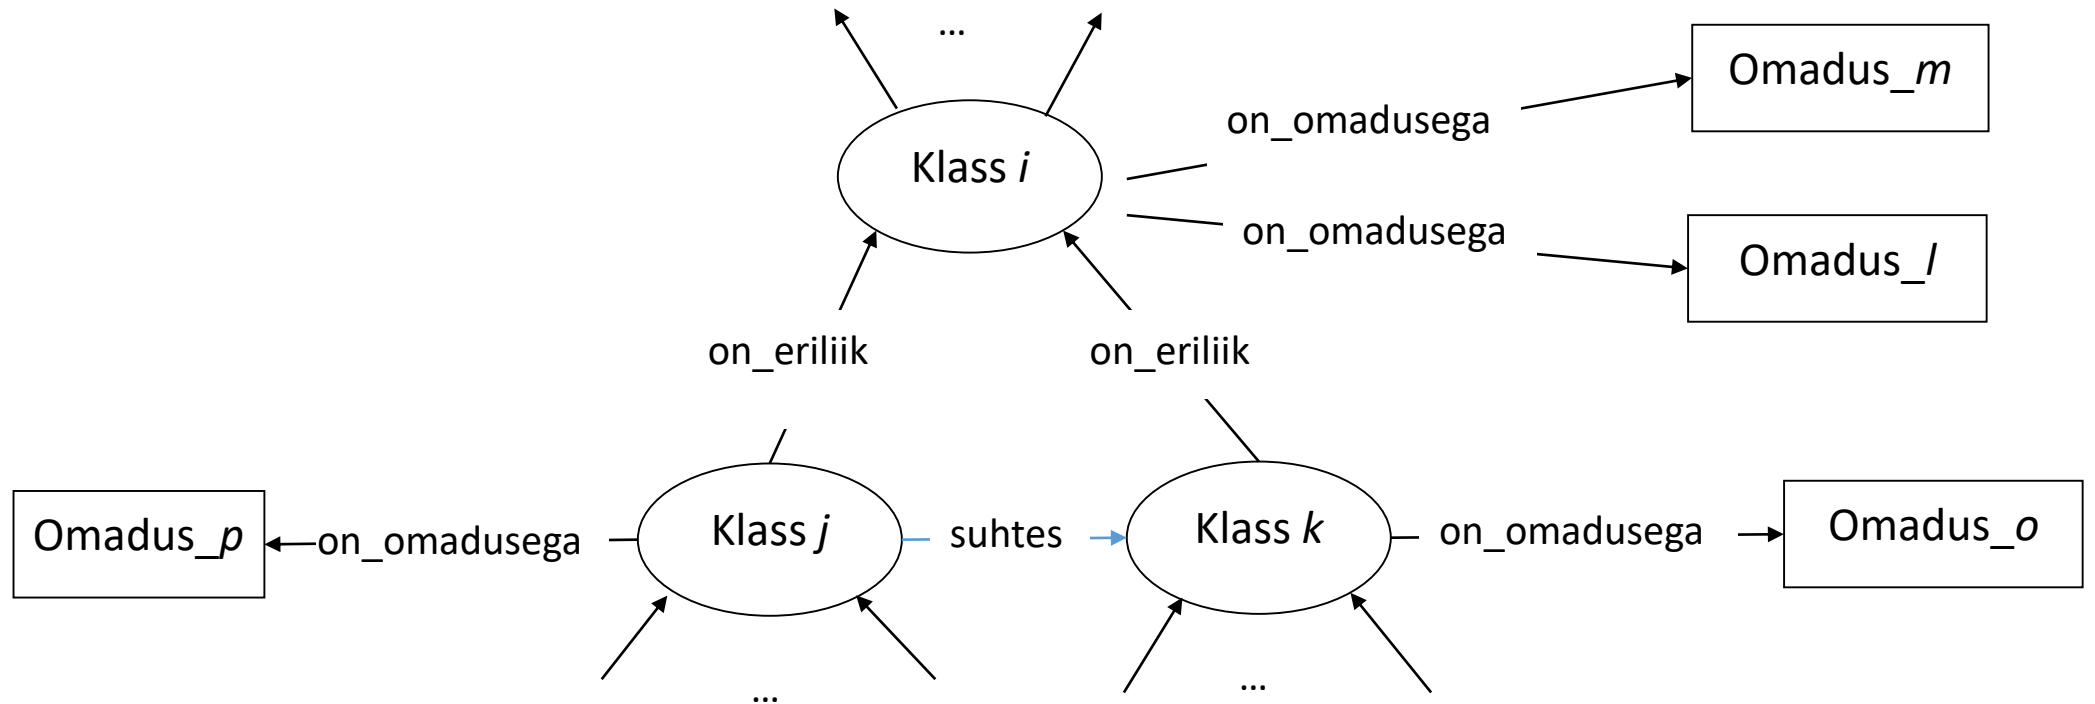 …
Omadus_m
on_omadusega
Klass i
on_omadusega
Omadus_l
on_eriliik
on_eriliik
Omadus_p
on_omadusega
Klass j
suhtes
Klass k
on_omadusega
Omadus_o
…
…